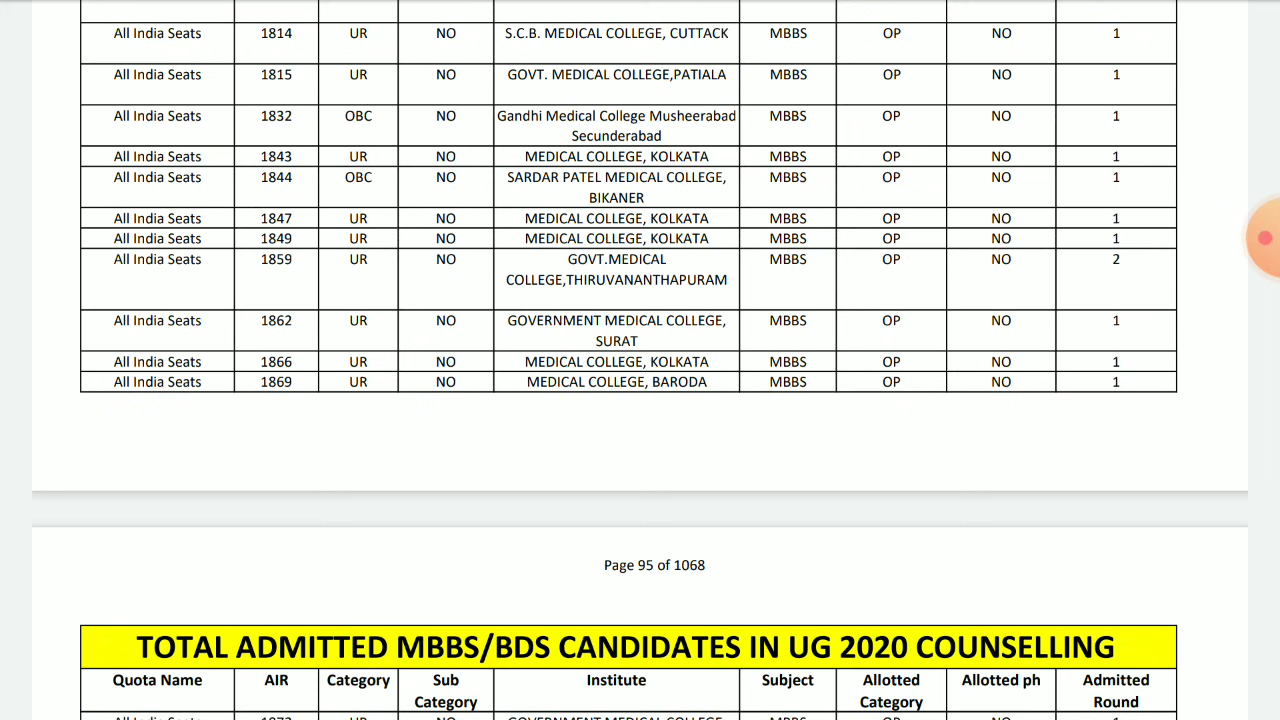 All India Seats 1814 UR NO S.C.B. MEDICAL COLLEGE, CUTTACK MBBS OP NO 1
All India Seats 1815 UR NO GOVT. MEDICAL COLLEGE,PATIALA MBBS OP NO 1
All India Seats 1832 OBC NO Gandhi Medical College Musheerabad MBBS OP NO 1
Secunderabad
All India Seats 1843 UR NO MEDICAL COLLEGE, KOLKATA MBBS OP NO 1
All India Seats 1844 OBC NO SARDAR PATEL MEDICAL COLLEGE, MBBS OP NO 1
BIKANER
All India Seats 1847 UR NO MEDICAL COLLEGE, KOLKATA MBBS OP NO 1
All India Seats 1849 UR NO MEDICAL COLLEGE, KOLKATA MBBS OP NO 1
All India Seats 1859 UR NO GOVT.MEDICAL MBBS OP NO 2
COLLEGE,THIRUVANANTHAPURAM
All India Seats 1862 UR NO GOVERNMENT MEDICAL COLLEGE, MBBS OP NO 1
SURAT
All India Seats 1866 UR NO MEDICAL COLLEGE, KOLKATA MBBS OP NO 1
All India Seats 1869 UR NO MEDICAL COLLEGE, BARODA MBBS OP NO 1
Page 95 of 1068
TOTAL ADMITTED MBBS/BDS CANDIDATES IN UG 2020 COUNSELLING
Quota Name AIR Category Sub Institute Subject Allotted Allotted ph Admitted
Category Category Round